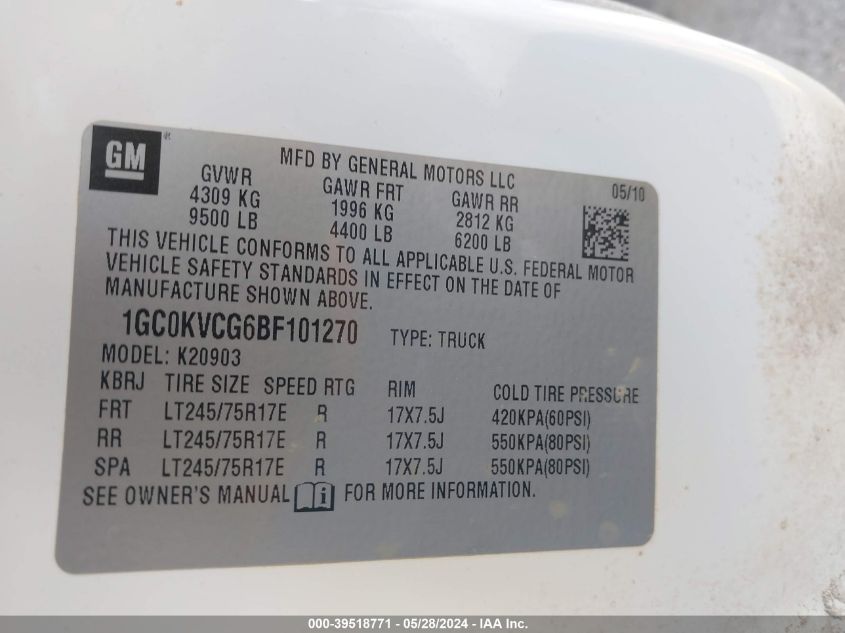 GM
MFD BY GENERAL MOTORS LLC
05/10
GVWR GAWR FRT GAWR RR
4309 KG 1996 KG 2812 KG
9500 LB 4400 LB 6200 LB
THIS VEHICLE CONFORMS TO ALL APPLICABLE U.S. FEDERAL MOTOR
VEHICLE SAFETY STANDARDS IN EFFECT ON THE DATE OF
MANUFACTURE SHOWN ABOVE.
1GC0KVCG6BF101270 TYPE: TRUCK
MODEL: K20903
KBRJ TIRE SIZE SPEED RTG RIM COLD TIRE PRESSURE
FRT LT245/75R17E R 17X7.5J 420KPA(60PSI)
RR LT245/75R17E R 17X7.5J 550KPA(80PSI)
SPA LT245/75R17E R 17X7.5J 550KPA(80PSI)
SEE OWNER'S MANUAL i FOR MORE INFORMATION.
000-39518771 - 05/28/2024 - IAA Inc.